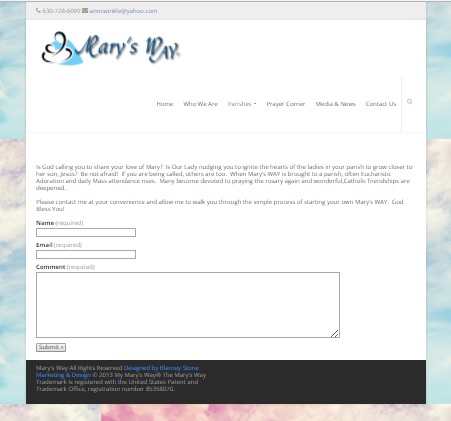 630-728-6099 annswinkle@yahoo.com
Mary's Way
Home Who We Are Parishes Prayer Corner Media & News Contact Us
Is God calling you to share your love of Mary? Is Our Lady nudging you to ignite the hearts of the ladies in your parish to grow closer to
her son, Jesus? Be not afraid! If you are being called, others are too. When Mary's WAY is brought to a parish, often Eucharistic
Adoration and daily Mass attendance rises. Many become devoted to praying the rosary again and wonderful,Catholic friendships are
deepened.
Please contact me at your convenience and allow me to walk you through the simple process of starting your own Mary's WAY. God
Bless You!
Name (required)
Email (required)
Comment (required)
Submit »
Mary's Way All Rights Reserved Designed by Blarney Stone
Marketing & Design © 2013 My Mary's Way® The Mary's Way
Trademark is registered with the United States Patent and
Trademark Office, registration number 85358070.